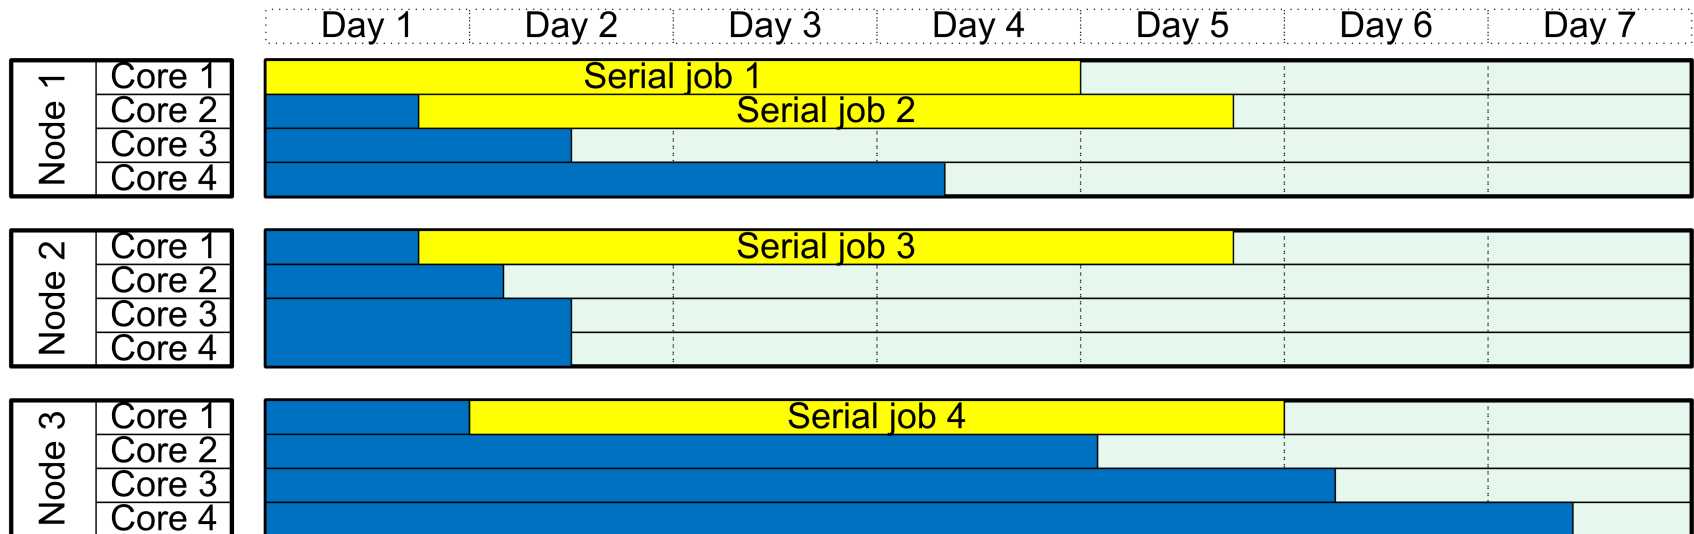 Day 1 Day 2 Day 3 Day 4 Day 5 Day 6 Day 7
Node 1
Core 1 Serial job 1
Core 2 Serial job 2
Core 3
Core 4
Node 2
Core 1 Serial job 3
Core 2
Core 3
Core 4
Node 3
Core 1 Serial job 4
Core 2
Core 3
Core 4